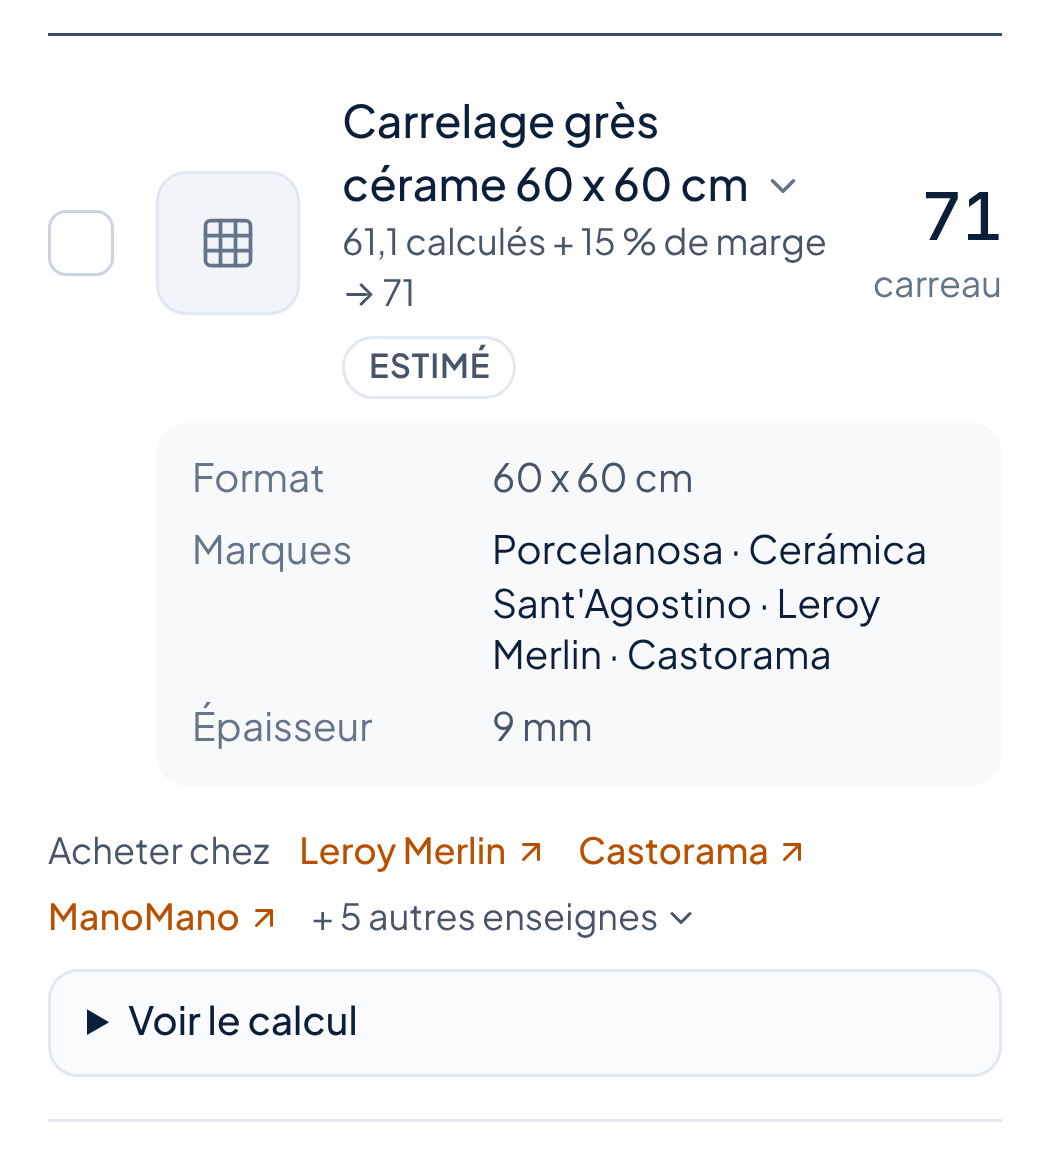 Carrelage grès
cérame 60 x 60 cm
61,1 calculés + 15 % de marge
→ 71
71
carreau
ESTIMÉ
Format 60 x 60 cm
Marques Porcelanosa · Cerámica
Sant'Agostino · Leroy
Merlin · Castorama
Épaisseur 9 mm
Acheter chez Leroy Merlin ↗ Castorama ↗
ManoMano ↗ + 5 autres enseignes
▶ Voir le calcul